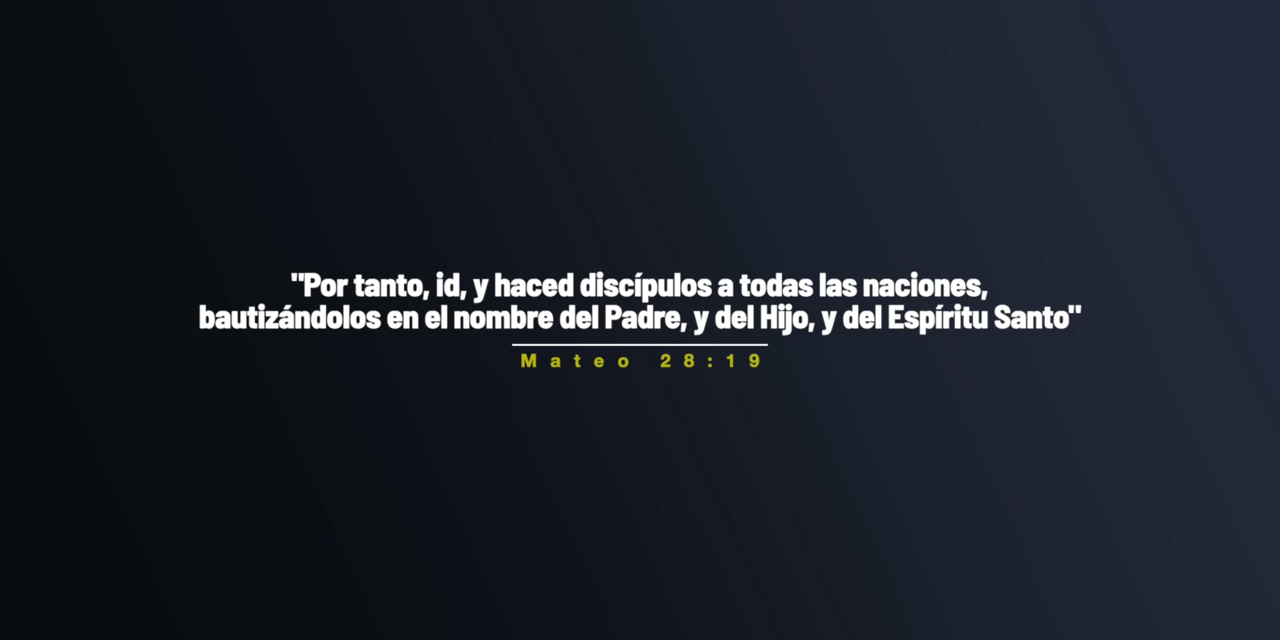 "Por tanto, id, y haced discípulos a todas las naciones,
bautizándolos en el nombre del Padre, y del Hijo, y del Espíritu Santo"
Mateo 28:19